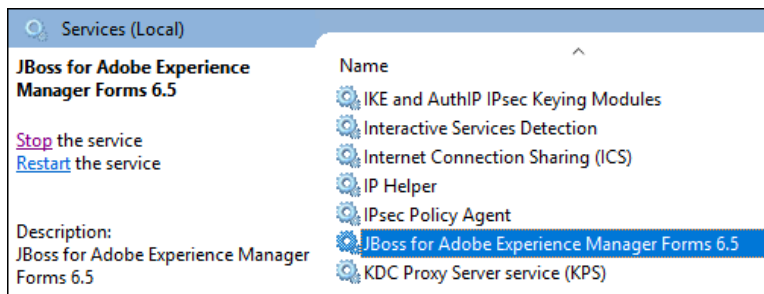 Services (Local)
JBoss for Adobe Experience
Manager Forms 6.5
Stop the service
Restart the service
Description:
JBoss for Adobe Experience Manager
Forms 6.5
Name
IKE and AuthIP IPsec Keying Modules
Interactive Services Detection
Internet Connection Sharing (ICS)
IP Helper
IPsec Policy Agent
JBoss for Adobe Experience Manager Forms 6.5
KDC Proxy Server service (KPS)